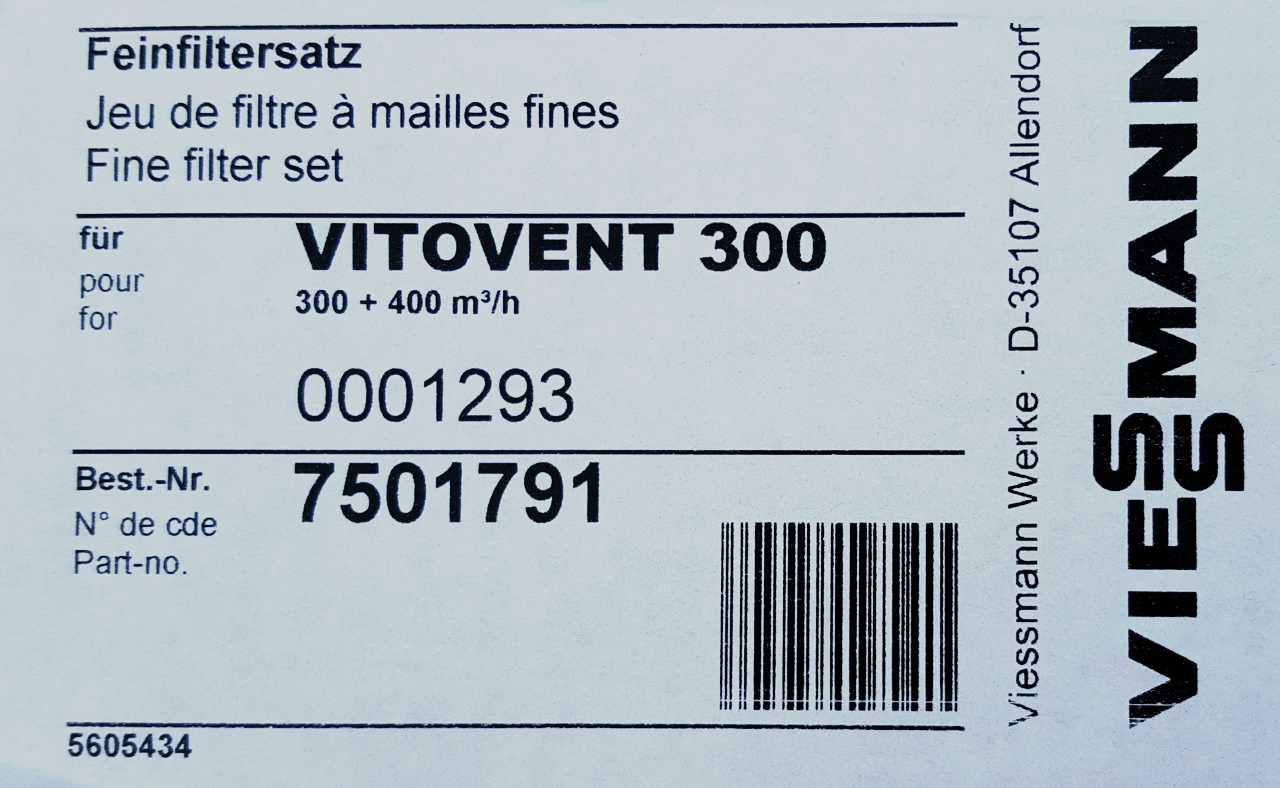 Feinfiltersatz
Jeu de filtre à mailles fines
Fine filter set
für
pour
for
VITOVENT 300
300 + 400 m³/h
0001293
Best.-Nr.
N° de cde
Part-no.
7501791
5605434
Viessmann Werke · D-35107 Allendorf
VIESSMANN